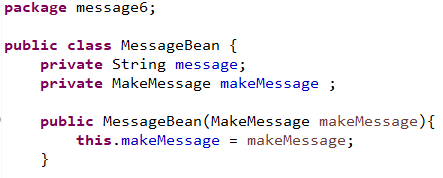 package message6;
public class MessageBean {
private String message;
private MakeMessage makeMessage ;
public MessageBean(MakeMessage makeMessage){
this.makeMessage = makeMessage;
}